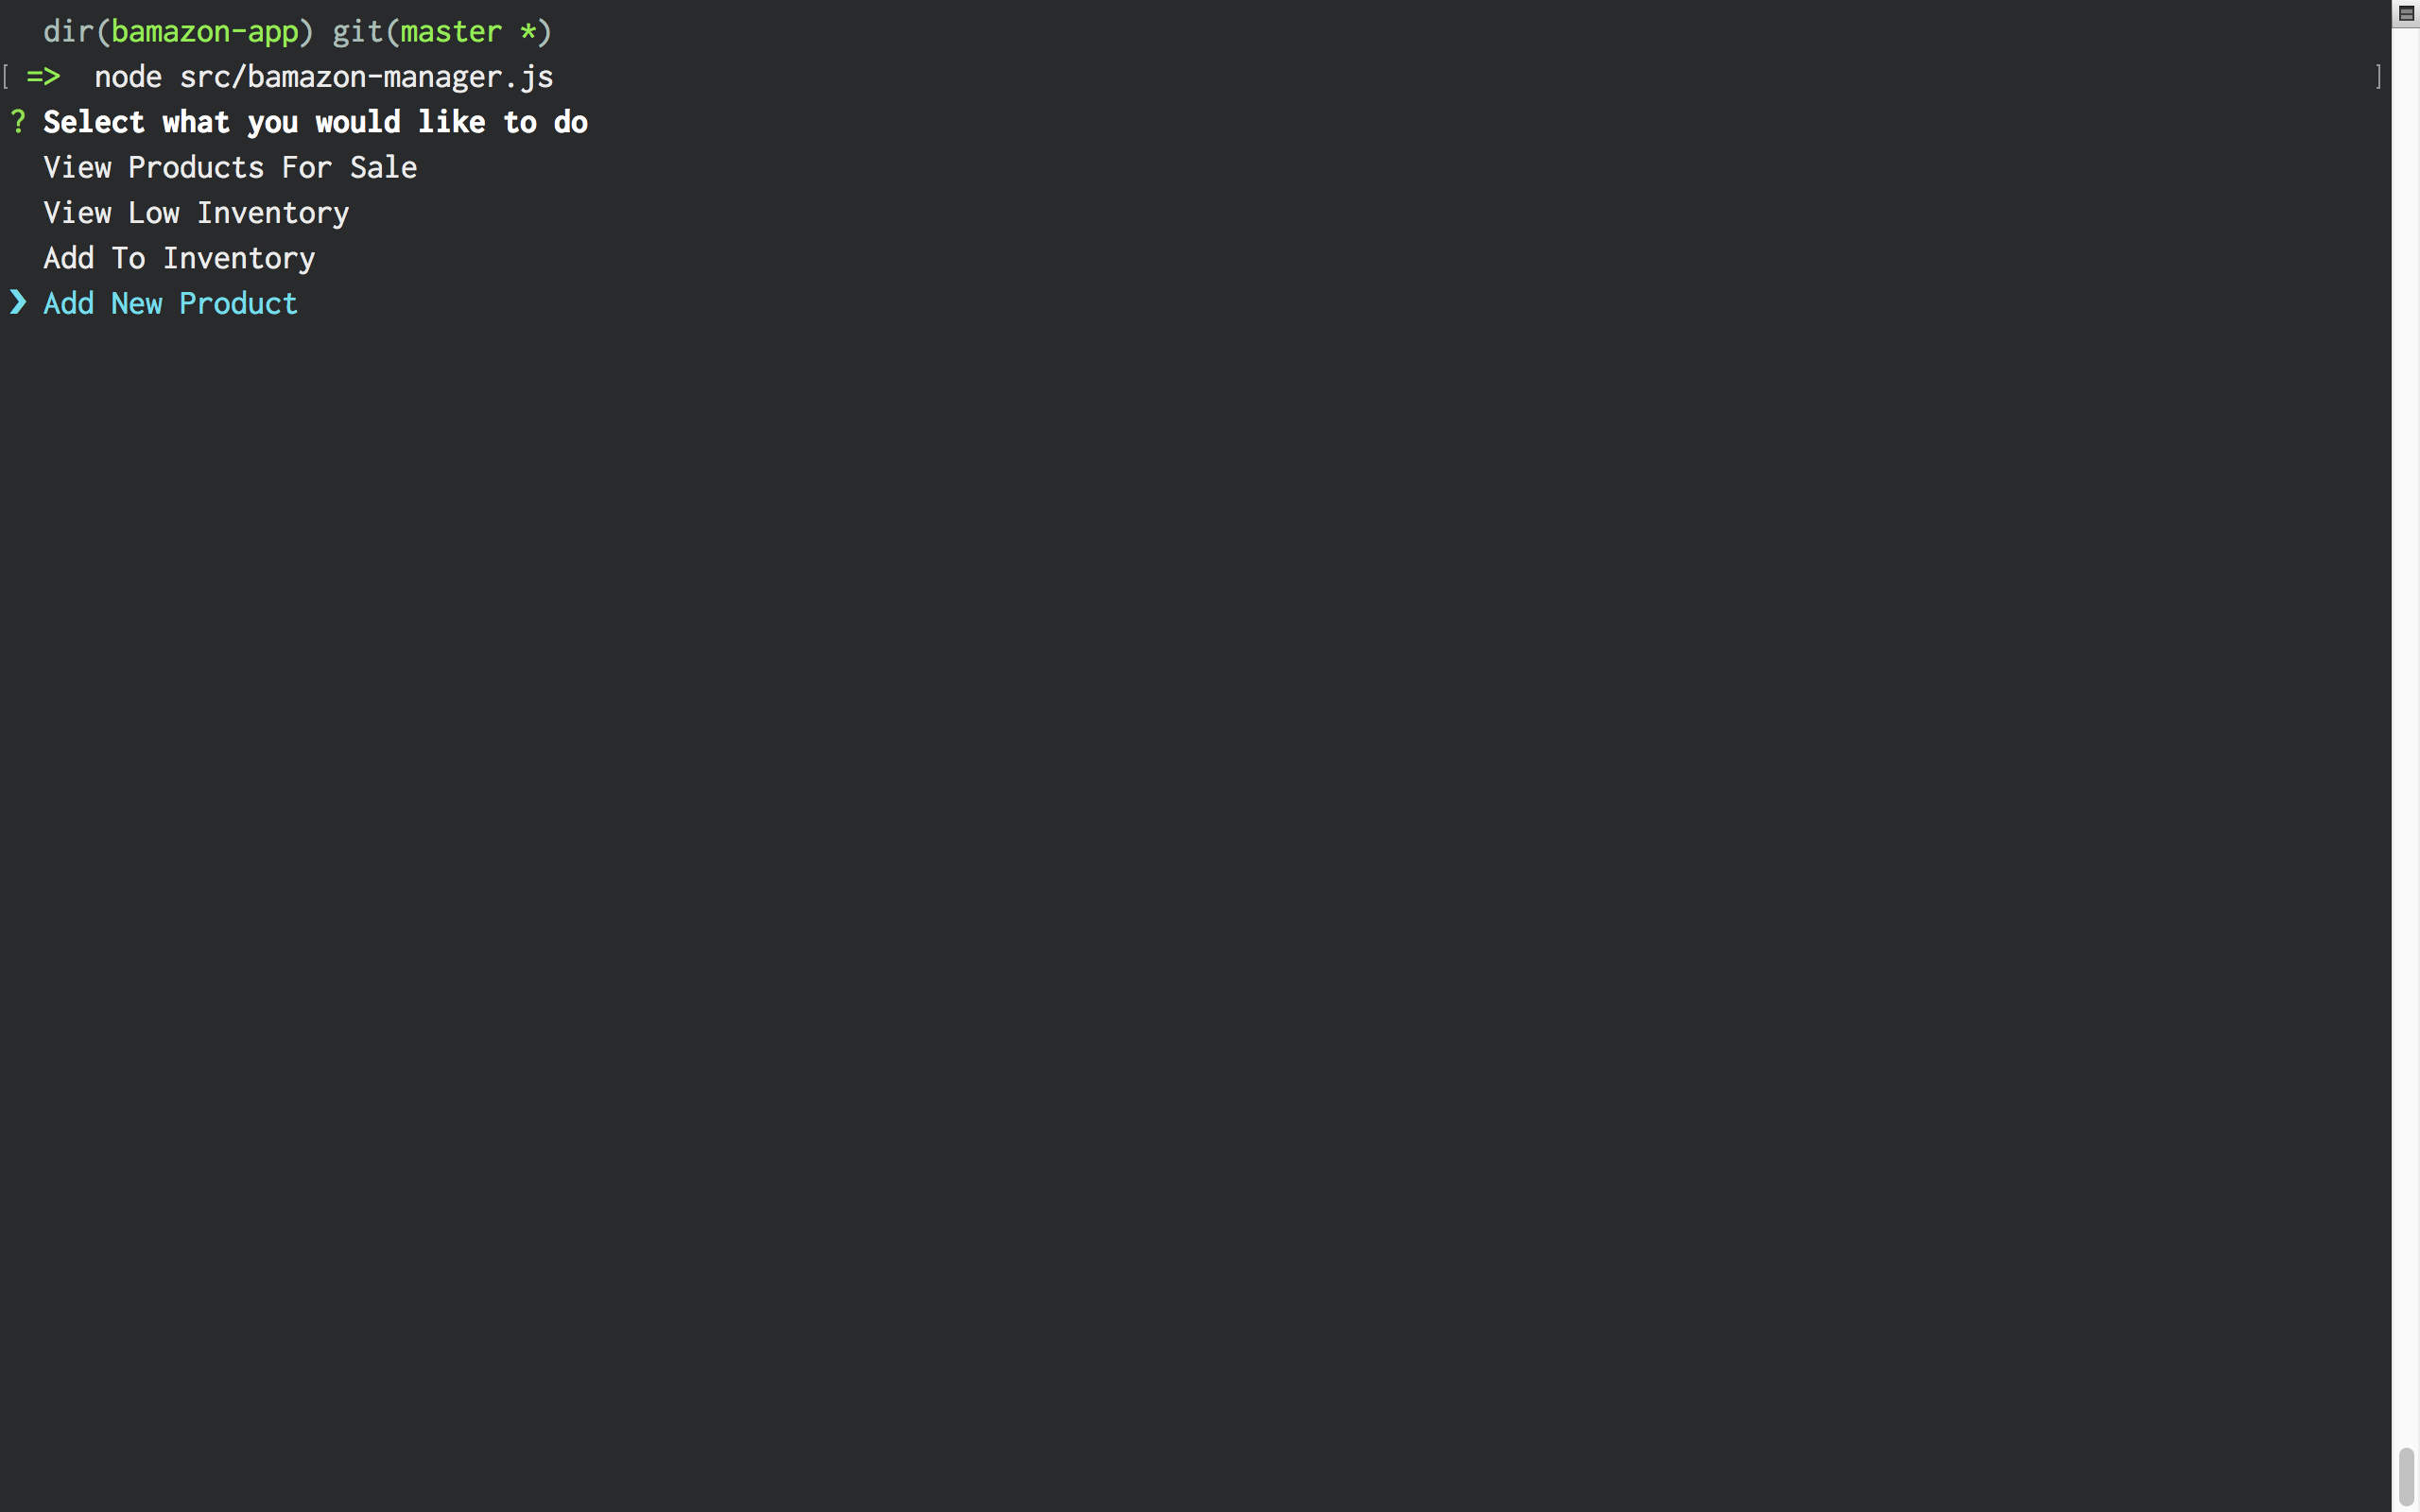 dir(bamazon-app) git(master *)
[ =>  node src/bamazon-manager.js ]
? Select what you would like to do
View Products For Sale
View Low Inventory
Add To Inventory
❯ Add New Product